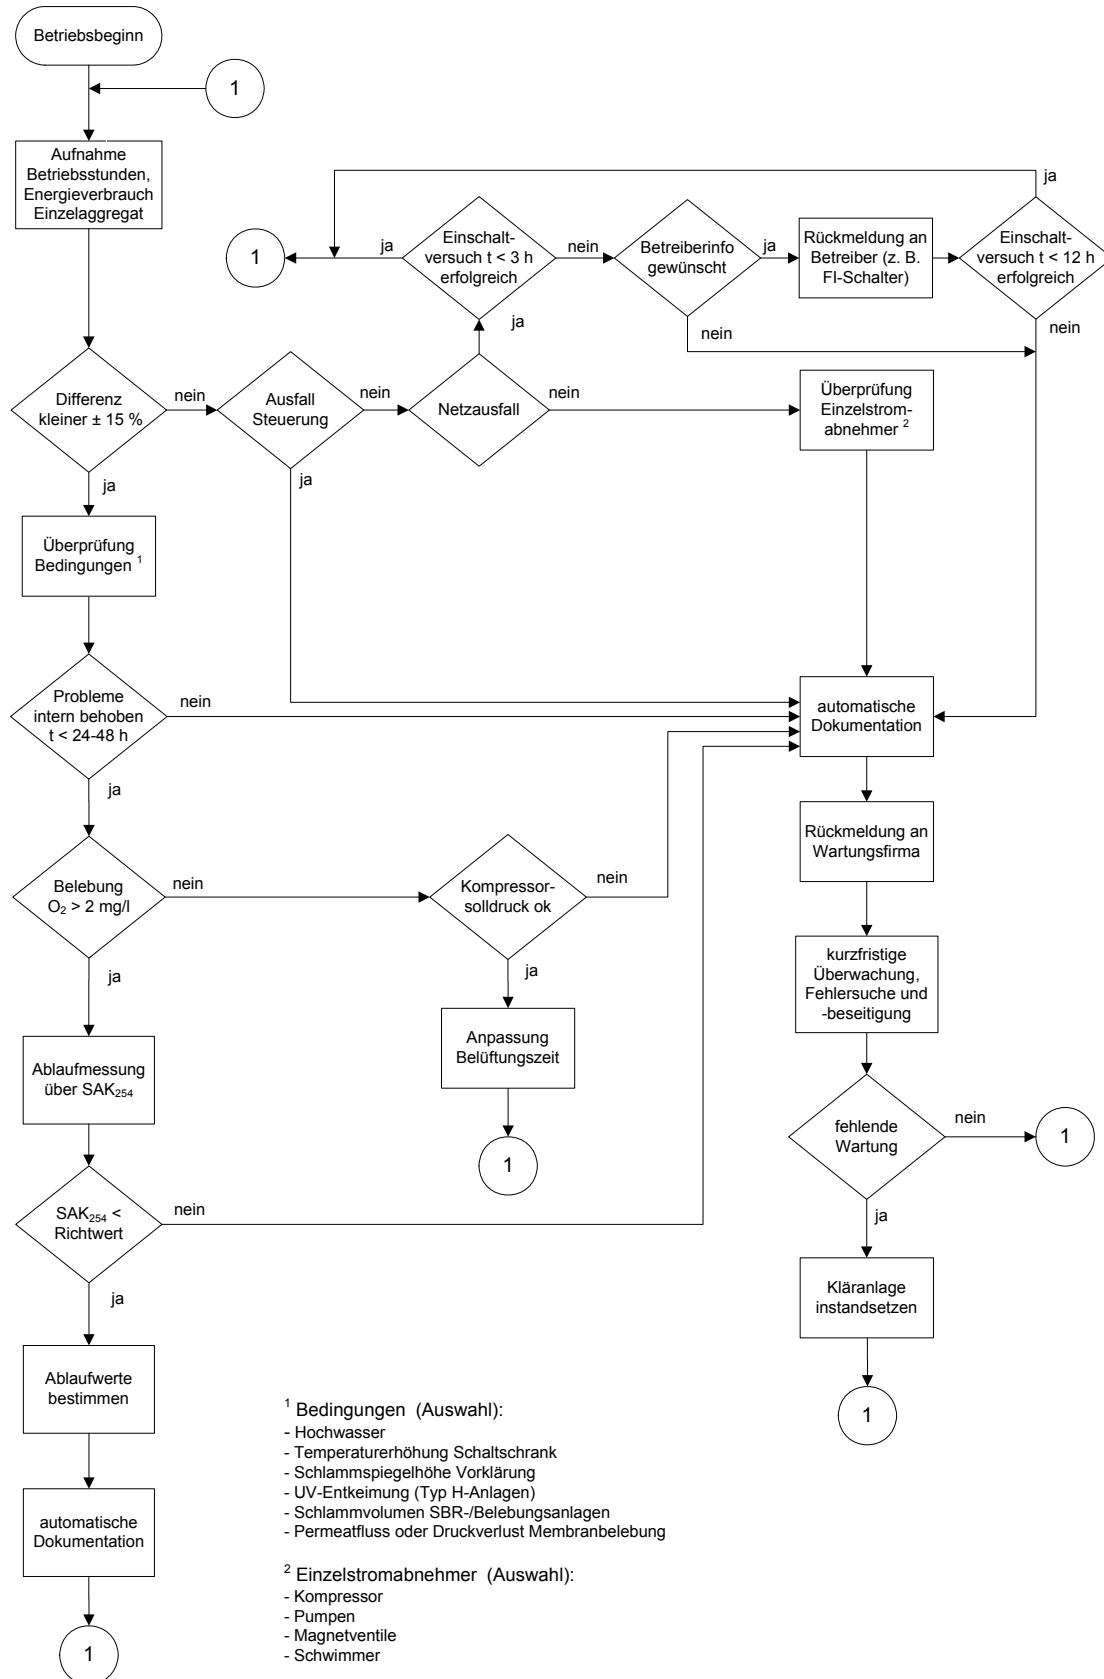 Betriebsbeginn
1
Aufnahme
Betriebsstunden,
Energieverbrauch
Einzelaggregat
ja
1
ja
Einschalt-
versuch t < 3 h
erfolgreich
nein
Betreiberinfo
gewünscht
ja
Rückmeldung an
Betreiber (z. B.
FI-Schalter)
Einschalt-
versuch t < 12 h
erfolgreich
ja
nein
nein
Differenz
kleiner ± 15 %
nein
Ausfall
Steuerung
nein
Netzausfall
nein
Überprüfung
Einzelstrom-
abnehmer ²
ja
ja
Überprüfung
Bedingungen ¹
Probleme
intern behoben
t < 24-48 h
nein
automatische
Dokumentation
ja
Rückmeldung an
Wartungsfirma
Belebung
O₂ > 2 mg/l
nein
Kompressor-
solldruck ok
nein
ja
ja
kurzfristige
Überwachung,
Fehlersuche und
-beseitigung
Ablaufmessung
über SAK₂₅₄
Anpassung
Belüftungszeit
fehlende
Wartung
nein
1
1
SAK₂₅₄ <
Richtwert
nein
ja
ja
Kläranlage
instandsetzen
Ablaufwerte
bestimmen
1
¹ Bedingungen (Auswahl):
- Hochwasser
- Temperaturerhöhung Schaltschrank
- Schlammspiegelhöhe Vorklärung
- UV-Entkeimung (Typ H-Anlagen)
- Schlammvolumen SBR-/Belebungsanlagen
- Permeatfluss oder Druckverlust Membranbelebung
automatische
Dokumentation
² Einzelstromabnehmer (Auswahl):
- Kompressor
- Pumpen
- Magnetventile
- Schwimmer
1